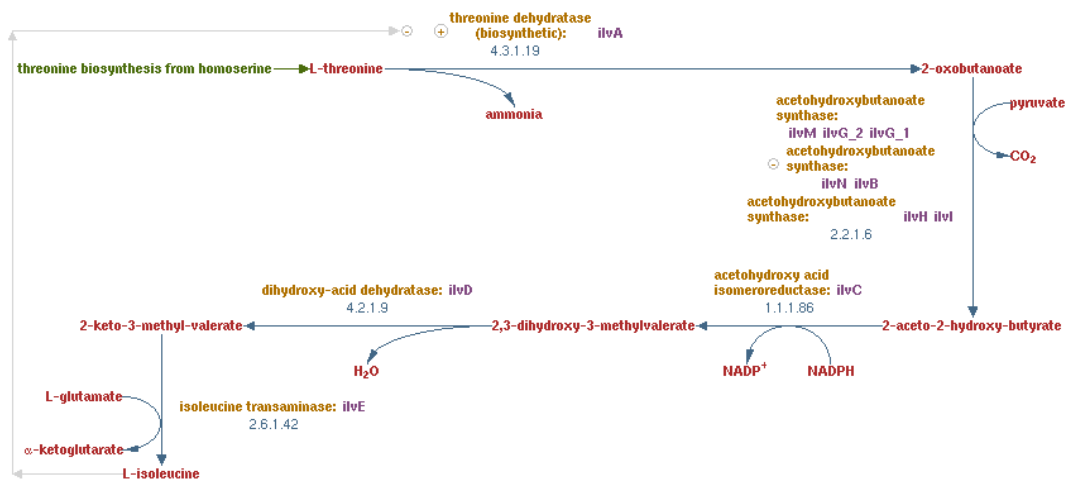 threonine dehydratase
- + (biosynthetic): ilvA
4.3.1.19
threonine biosynthesis from homoserine L-threonine 2-oxobutanoate
ammonia
acetohydroxybutanoate
synthase:
pyruvate
ilvM ilvG_2 ilvG_1
acetohydroxybutanoate
- synthase:
CO2
ilvN ilvB
acetohydroxybutanoate
synthase: ilvH ilvI
2.2.1.6
acetohydroxy acid
isomeroreductase: ilvC
1.1.1.86
dihydroxy-acid dehydratase: ilvD
4.2.1.9
2-keto-3-methyl-valerate 2,3-dihydroxy-3-methylvalerate 2-aceto-2-hydroxy-butyrate
H2O NADP+ NADPH
L-glutamate
isoleucine transaminase: ilvE
2.6.1.42
α-ketoglutarate
L-isoleucine